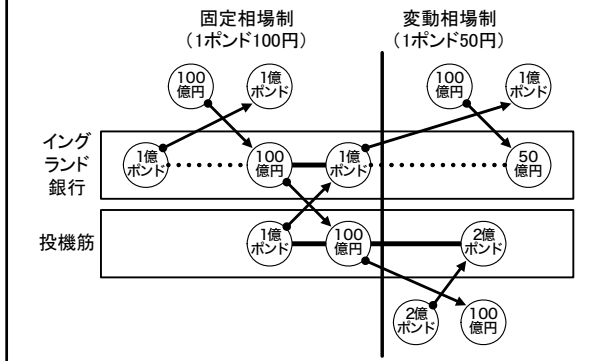 固定相場制
（1ポンド100円）
変動相場制
（1ポンド50円）
100
億円
1億
ポンド
100
億円
1億
ポンド
イング
ランド
銀行
1億
ポンド
100
億円
1億
ポンド
50
億円
投機筋
1億
ポンド
100
億円
2億
ポンド
2億
ポンド
100
億円